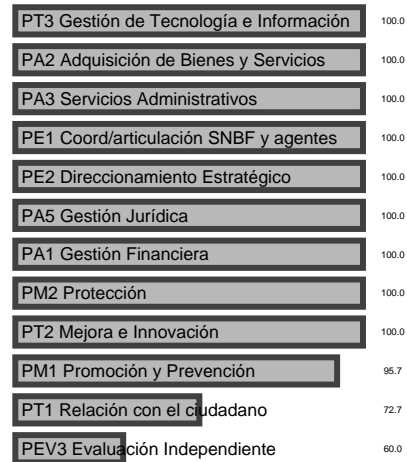 PT3 Gestión de Tecnología e Información 100.0
PA2 Adquisición de Bienes y Servicios 100.0
PA3 Servicios Administrativos 100.0
PE1 Coord/articulación SNBF y agentes 100.0
PE2 Direccionamiento Estratégico 100.0
PA5 Gestión Jurídica 100.0
PA1 Gestión Financiera 100.0
PM2 Protección 100.0
PT2 Mejora e Innovación 100.0
PM1 Promoción y Prevención 95.7
PT1 Relación con el ciudadano 72.7
PEV3 Evaluación Independiente 60.0